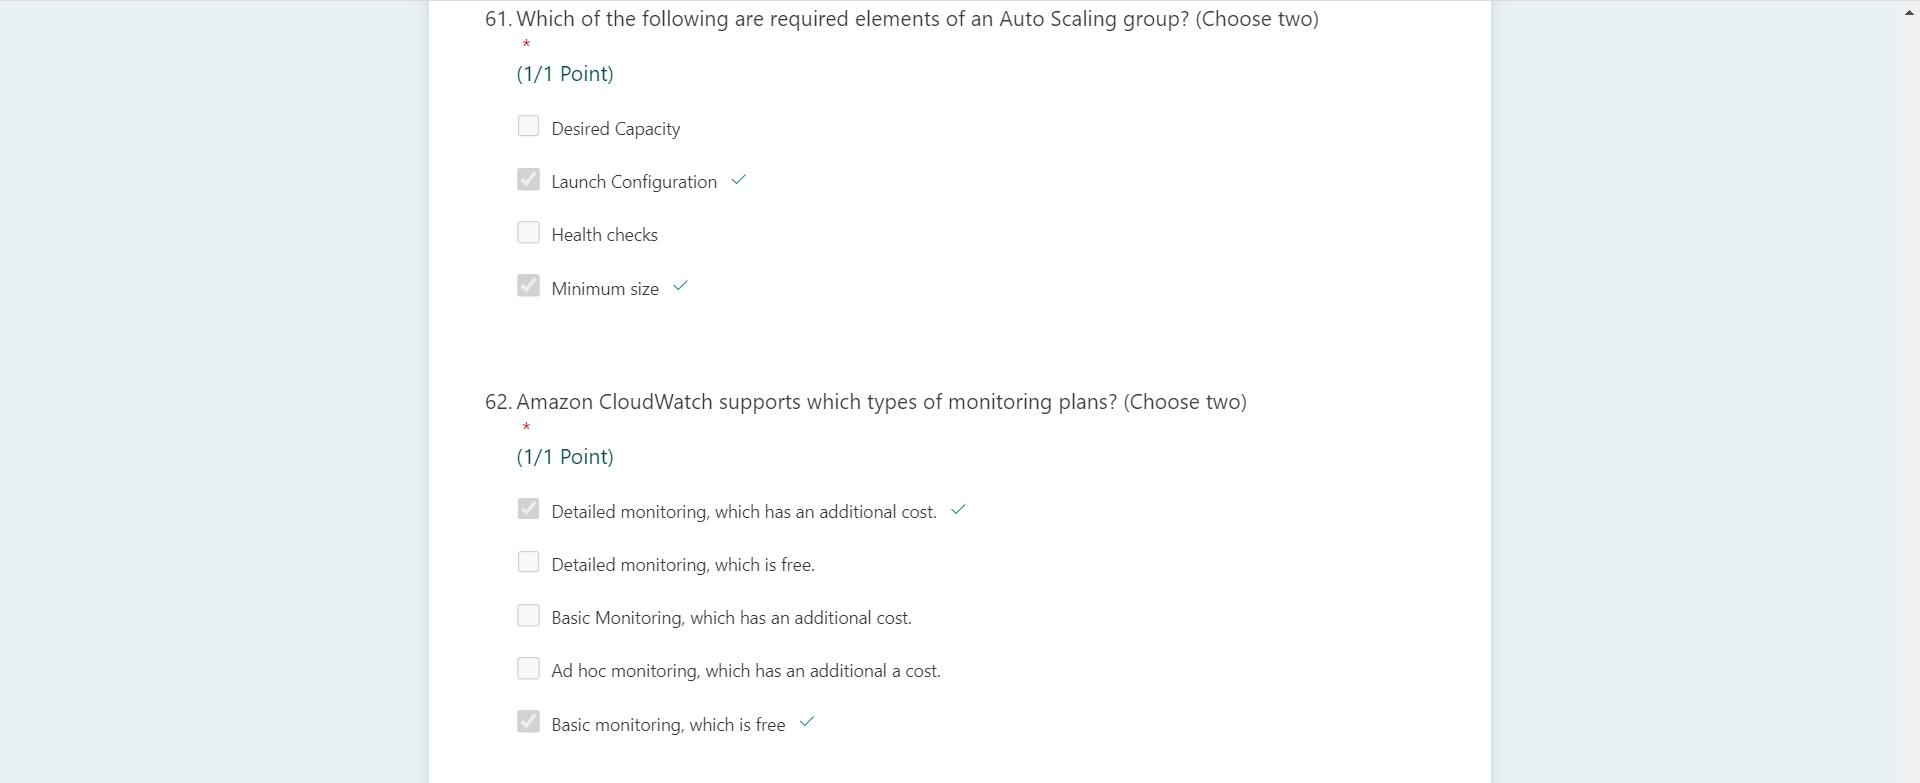 61. Which of the following are required elements of an Auto Scaling group? (Choose two)
*
(1/1 Point)
Desired Capacity
Launch Configuration
Health checks
Minimum size
62. Amazon CloudWatch supports which types of monitoring plans? (Choose two)
*
(1/1 Point)
Detailed monitoring, which has an additional cost.
Detailed monitoring, which is free.
Basic Monitoring, which has an additional cost.
Ad hoc monitoring, which has an additional a cost.
Basic monitoring, which is free